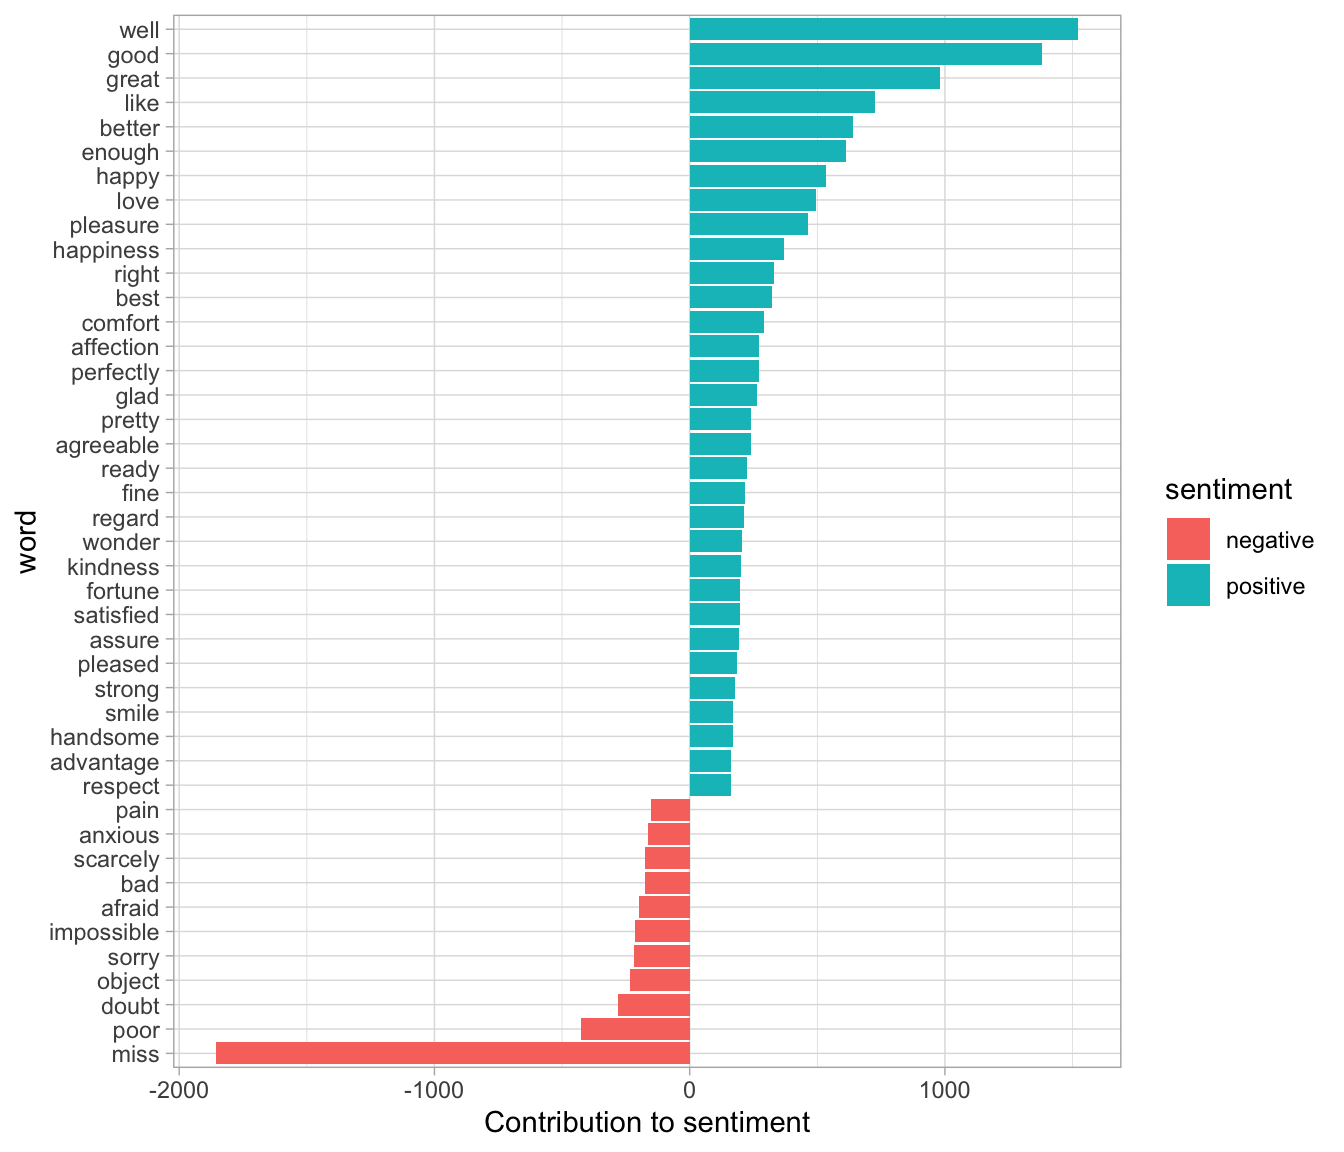 well
good
great
like
better
enough
happy
love
pleasure
happiness
right
best
comfort
affection
perfectly
glad
pretty
agreeable
ready
fine
regard
wonder
kindness
fortune
satisfied
assure
pleased
strong
smile
handsome
advantage
respect
pain
anxious
scarcely
bad
afraid
impossible
sorry
object
doubt
poor
miss
word
-2000 -1000 0 1000
Contribution to sentiment
sentiment
negative
positive